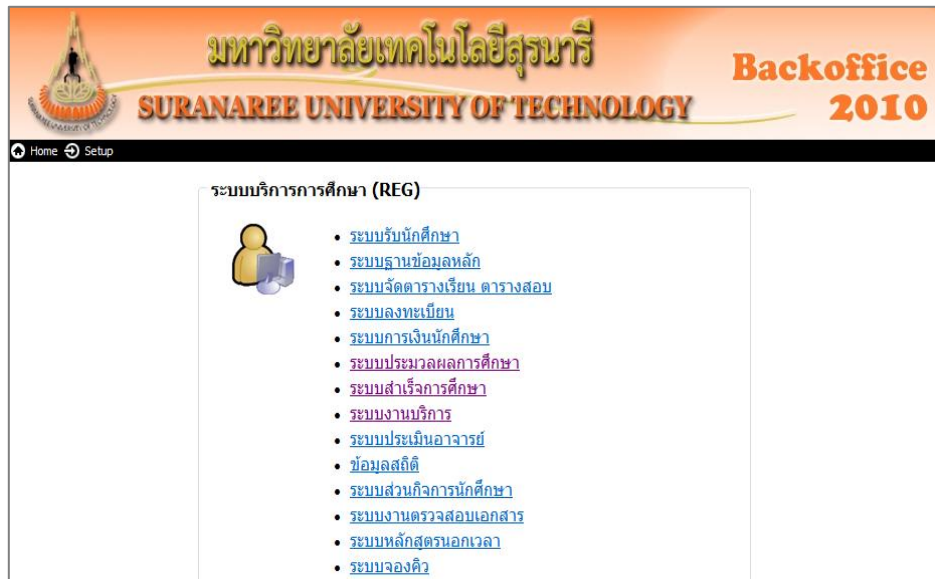 มหาวิทยาลัยเทคโนโลยีสุรนารี
SURANAREE UNIVERSITY OF TECHNOLOGY
Backoffice
2010
Home Setup
ระบบบริการการศึกษา (REG)
• ระบบรับนักศึกษา
• ระบบฐานข้อมูลหลัก
• ระบบจัดตารางเรียน ตารางสอบ
• ระบบลงทะเบียน
• ระบบการเงินนักศึกษา
• ระบบประมวลผลการศึกษา
• ระบบสำเร็จการศึกษา
• ระบบงานบริการ
• ระบบประเมินอาจารย์
• ข้อมูลสถิติ
• ระบบส่วนกิจการนักศึกษา
• ระบบงานตรวจสอบเอกสาร
• ระบบหลักสูตรนอกเวลา
• ระบบจองคิว